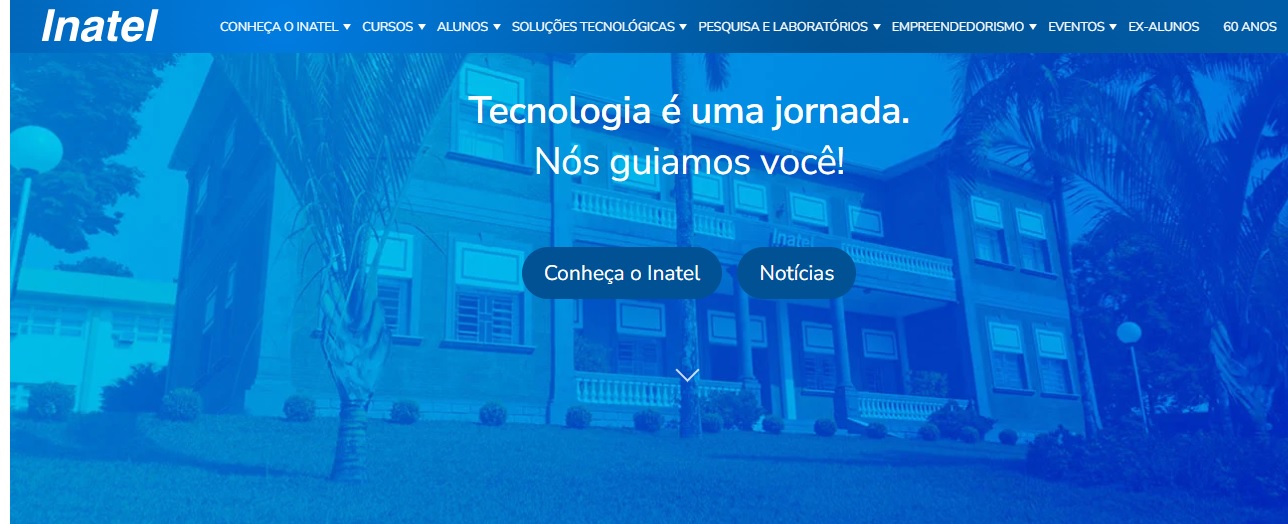 Inatel
CONHEÇA O INATEL CURSOS ALUNOS SOLUÇÕES TECNOLÓGICAS PESQUISA E LABORATÓRIOS EMPREENDEDORISMO EVENTOS EX-ALUNOS 60 ANOS
Tecnologia é uma jornada.
Nós guiamos você!
Inatel
Conheça o Inatel Notícias